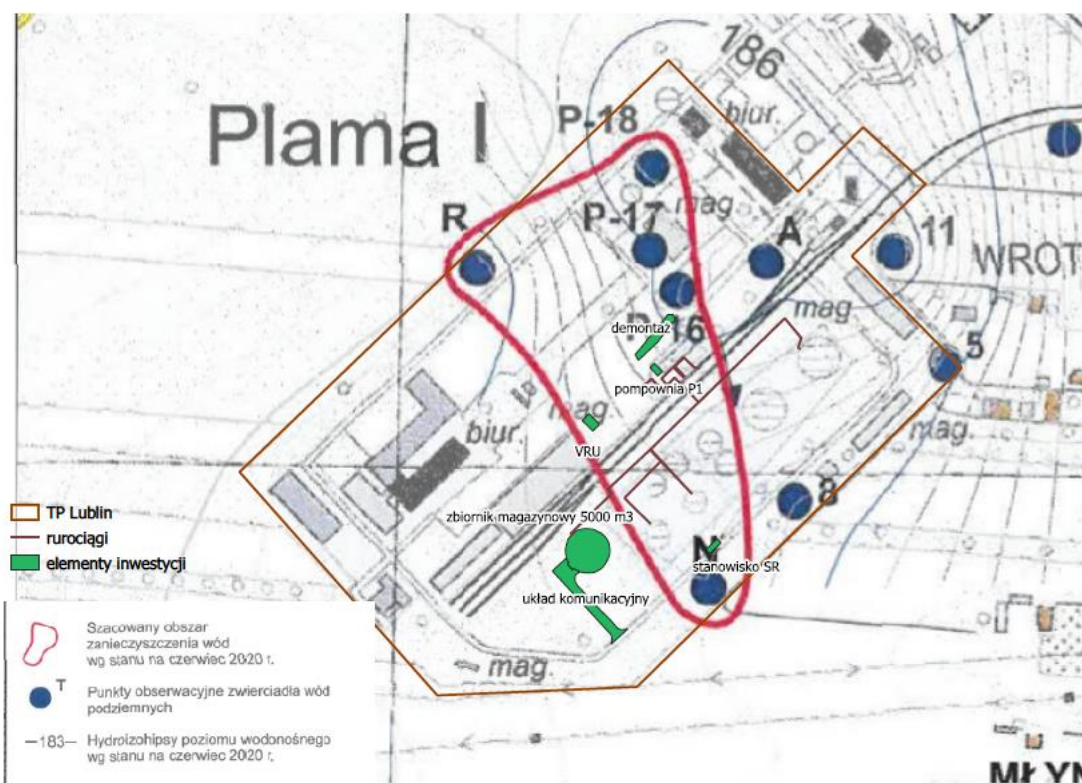 186
Plama I
P-18
biur.
R
P-17
mag
A
11
WROT
mag
demontaż
P-16
5
pompownia P1
mag.
biur.
mag.
VRU
8
TP Lublin
rurociągi
elementy inwestycji
zbiornik magazynowy 5000 m3
N
stanowisko SR
układ komunikacyjny
mag.
Szacowany obszar
zanieczyszczenia wód
wg stanu na czerwiec 2020 r.
T
Punkty obserwacyjne zwierciadła wód
podziemnych
—183— Hydroizohipsy poziomu wodonośnego
wg stanu na czerwiec 2020 r.
MŁYN